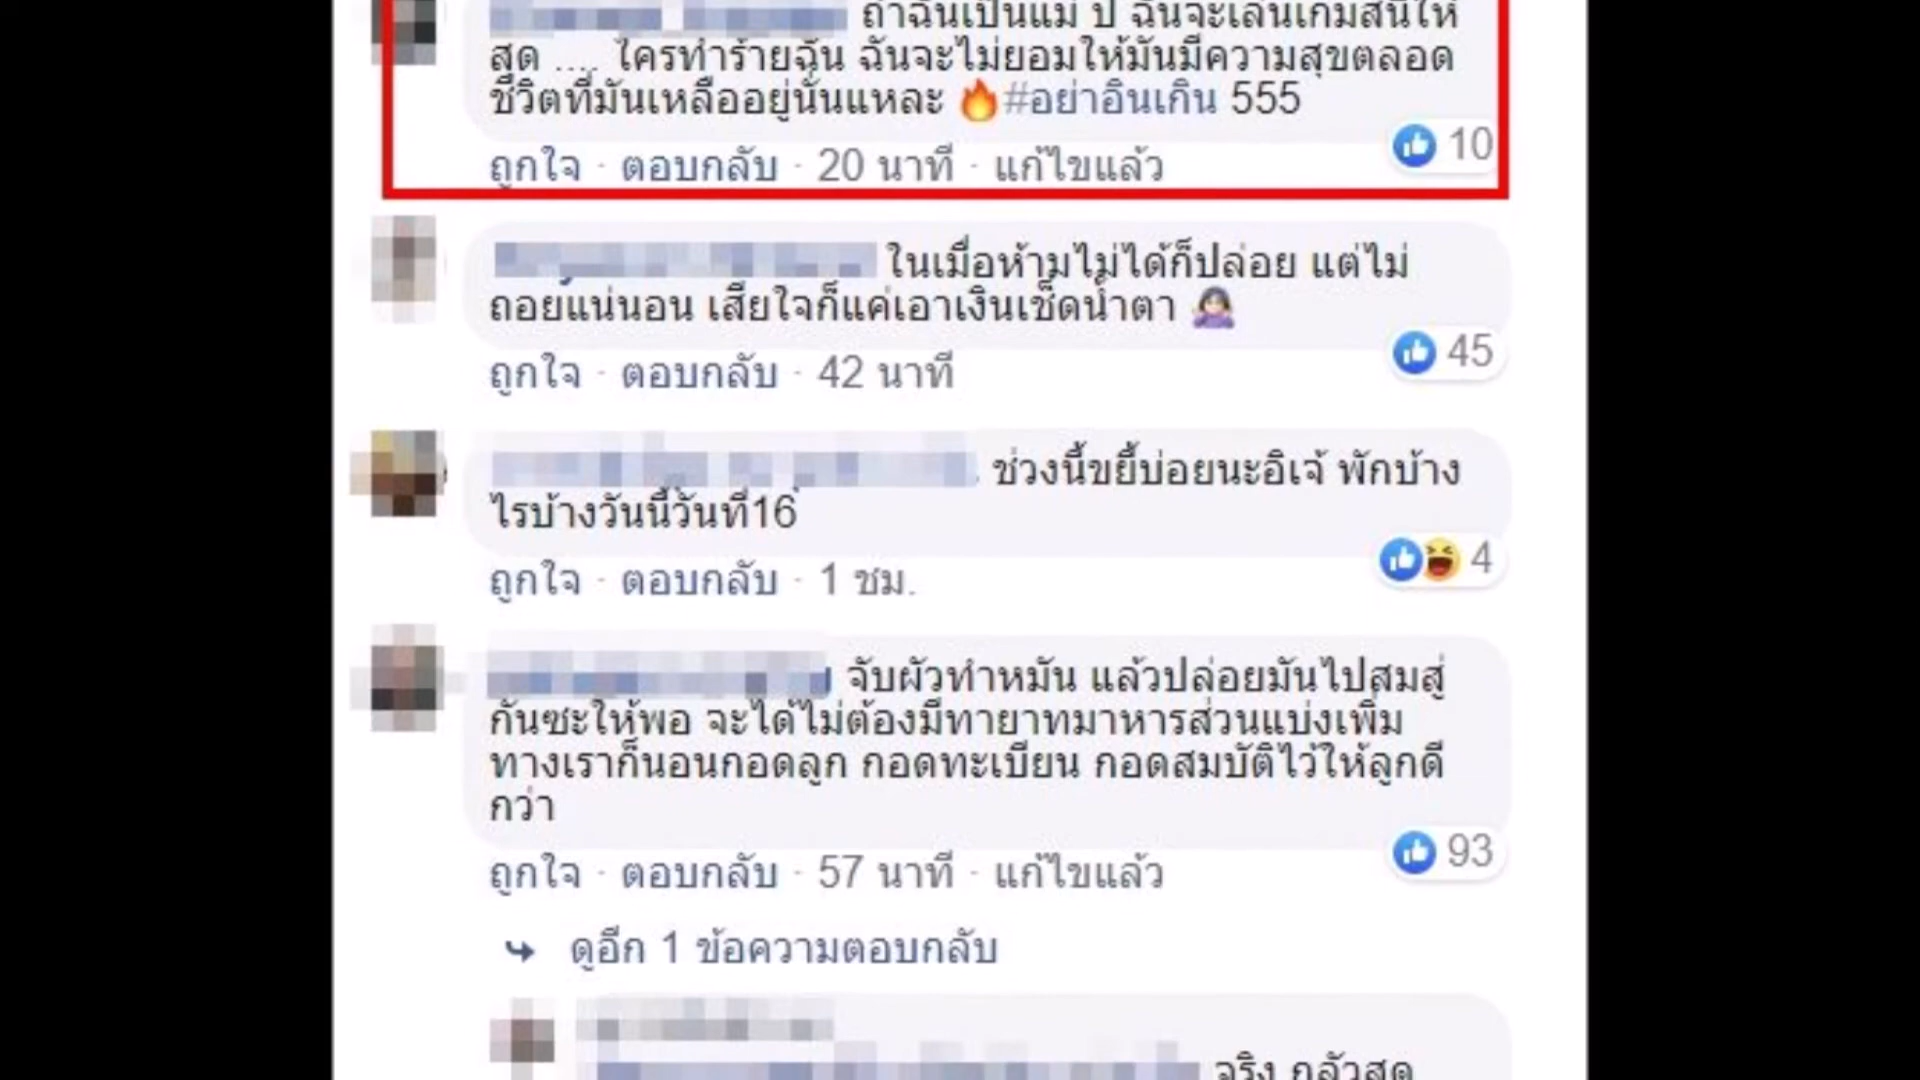 ถ้าฉันเป็นแม่ ป ฉันจะเล่นเกมส์นี้ให้
สุด .... ใครทำร้ายฉัน ฉันจะไม่ยอมให้มันมีความสุขตลอด
ชีวิตที่มันเหลืออยู่นั่นแหละ 🔥#อย่าอินเกิน 555
10
ถูกใจ · ตอบกลับ · 20 นาที · แก้ไขแล้ว
ในเมื่อห้ามไม่ได้ก็ปล่อย แต่ไม่
ถอยแน่นอน เสียใจก็แค่เอาเงินเช็ดน้ำตา 🙍🏻‍♀️
45
ถูกใจ · ตอบกลับ · 42 นาที
ช่วงนี้ขยี้บ่อยนะอิเจ้ พักบ้าง
ไรบ้างวันนี้วันที่16
4
ถูกใจ · ตอบกลับ · 1 ชม.
จับผัวทำหมัน แล้วปล่อยมันไปสมสู่
กันซะให้พอ จะได้ไม่ต้องมีทายาทมาหารส่วนแบ่งเพิ่ม
ทางเราก็นอนกอดลูก กอดทะเบียน กอดสมบัติไว้ให้ลูกดี
กว่า
93
ถูกใจ · ตอบกลับ · 57 นาที · แก้ไขแล้ว
ดูอีก 1 ข้อความตอบกลับ
จริง กลัวสุด